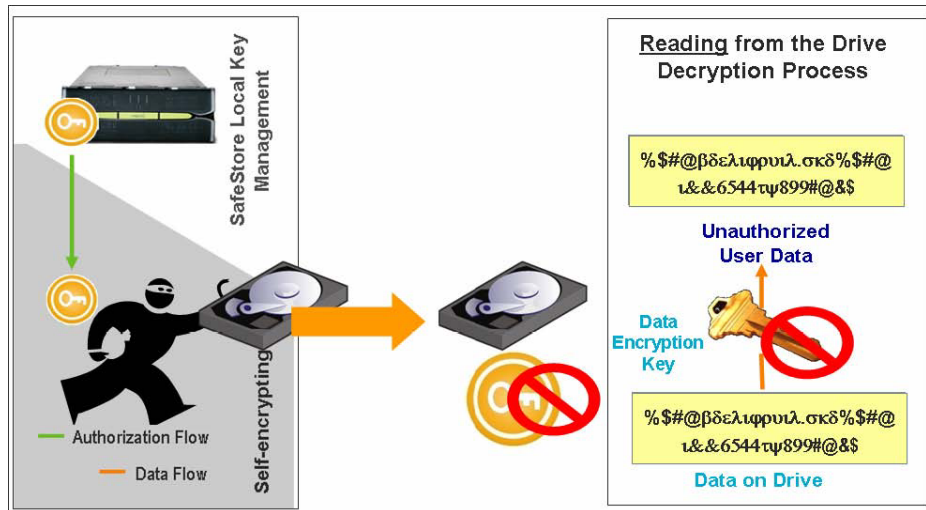 SafeStore Local Key
Management
Self-encrypting
Authorization Flow
Data Flow
Reading from the Drive
Decryption Process
%$#@βδελιφρυιλ.σκδ%$#@
ι&&6544τψ899#@&$
Unauthorized
User Data
Data
Encryption
Key
%$#@βδελιφρυιλ.σκδ%$#@
ι&&6544τψ899#@&$
Data on Drive